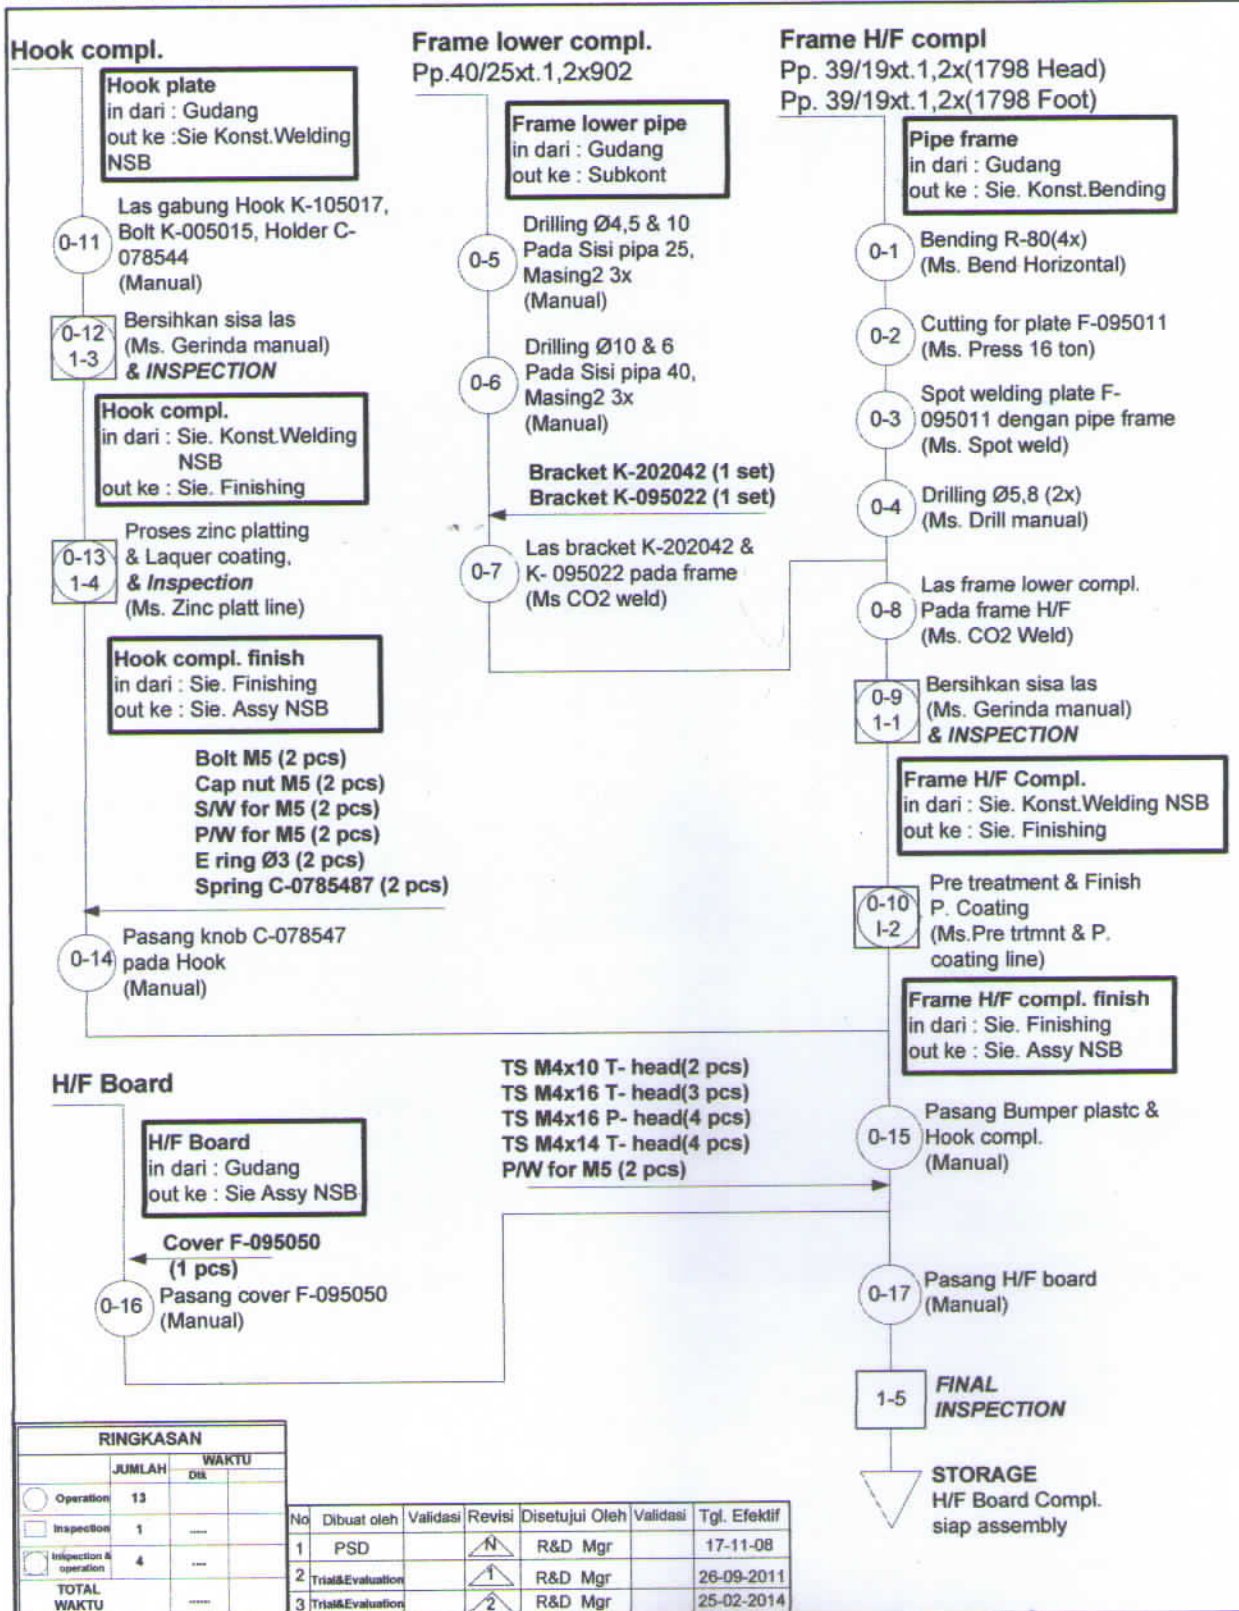 Hook compl.
Hook plate
in dari : Gudang
out ke :Sie Konst.Welding
NSB
0-11
Las gabung Hook K-105017,
Bolt K-005015, Holder C-
078544
(Manual)
0-12
1-3
Bersihkan sisa las
(Ms. Gerinda manual)
& INSPECTION
Hook compl.
in dari : Sie. Konst.Welding
NSB
out ke : Sie. Finishing
0-13
1-4
Proses zinc platting
& Laquer coating,
& Inspection
(Ms. Zinc platt line)
Hook compl. finish
in dari : Sie. Finishing
out ke : Sie. Assy NSB
Bolt M5 (2 pcs)
Cap nut M5 (2 pcs)
S/W for M5 (2 pcs)
P/W for M5 (2 pcs)
E ring Ø3 (2 pcs)
Spring C-0785487 (2 pcs)
0-14
Pasang knob C-078547
pada Hook
(Manual)
Frame lower compl.
Pp.40/25xt.1,2x902
Frame lower pipe
in dari : Gudang
out ke : Subkont
0-5
Drilling Ø4,5 & 10
Pada Sisi pipa 25,
Masing2 3x
(Manual)
0-6
Drilling Ø10 & 6
Pada Sisi pipa 40,
Masing2 3x
(Manual)
Bracket K-202042 (1 set)
Bracket K-095022 (1 set)
0-7
Las bracket K-202042 &
K- 095022 pada frame
(Ms CO2 weld)
Frame H/F compl
Pp. 39/19xt.1,2x(1798 Head)
Pp. 39/19xt.1,2x(1798 Foot)
Pipe frame
in dari : Gudang
out ke : Sie. Konst.Bending
0-1
Bending R-80(4x)
(Ms. Bend Horizontal)
0-2
Cutting for plate F-095011
(Ms. Press 16 ton)
0-3
Spot welding plate F-
095011 dengan pipe frame
(Ms. Spot weld)
0-4
Drilling Ø5,8 (2x)
(Ms. Drill manual)
0-8
Las frame lower compl.
Pada frame H/F
(Ms. CO2 Weld)
0-9
1-1
Bersihkan sisa las
(Ms. Gerinda manual)
& INSPECTION
Frame H/F Compl.
in dari : Sie. Konst.Welding NSB
out ke : Sie. Finishing
0-10
I-2
Pre treatment & Finish
P. Coating
(Ms.Pre trtmnt & P.
coating line)
Frame H/F compl. finish
in dari : Sie. Finishing
out ke : Sie. Assy NSB
0-15
Pasang Bumper plastc &
Hook compl.
(Manual)
TS M4x10 T- head(2 pcs)
TS M4x16 T- head(3 pcs)
TS M4x16 P- head(4 pcs)
TS M4x14 T- head(4 pcs)
P/W for M5 (2 pcs)
H/F Board
H/F Board
in dari : Gudang
out ke : Sie Assy NSB
Cover F-095050
(1 pcs)
0-16
Pasang cover F-095050
(Manual)
0-17
Pasang H/F board
(Manual)
1-5
FINAL
INSPECTION
STORAGE
H/F Board Compl.
siap assembly
RINGKASAN
JUMLAH WAKTU
Dtk
Operation 13
Inspection 1 ----
Inspection & operation 4 ----
TOTAL WAKTU -----
No Dibuat oleh Validasi Revisi Disetujui Oleh Validasi Tgl. Efektif
1 PSD N R&D Mgr 17-11-08
2 Trial&Evaluation 1 R&D Mgr 26-09-2011
3 Trial&Evaluation 2 R&D Mgr 25-02-2014